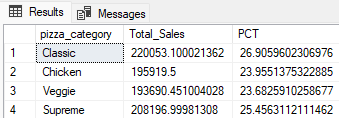 Results Messages
pizza_category Total_Sales PCT
1 Classic 220053.100021362 26.9059602306976
2 Chicken 195919.5 23.9551375322885
3 Veggie 193690.451004028 23.6825910258677
4 Supreme 208196.99981308 25.4563112111462